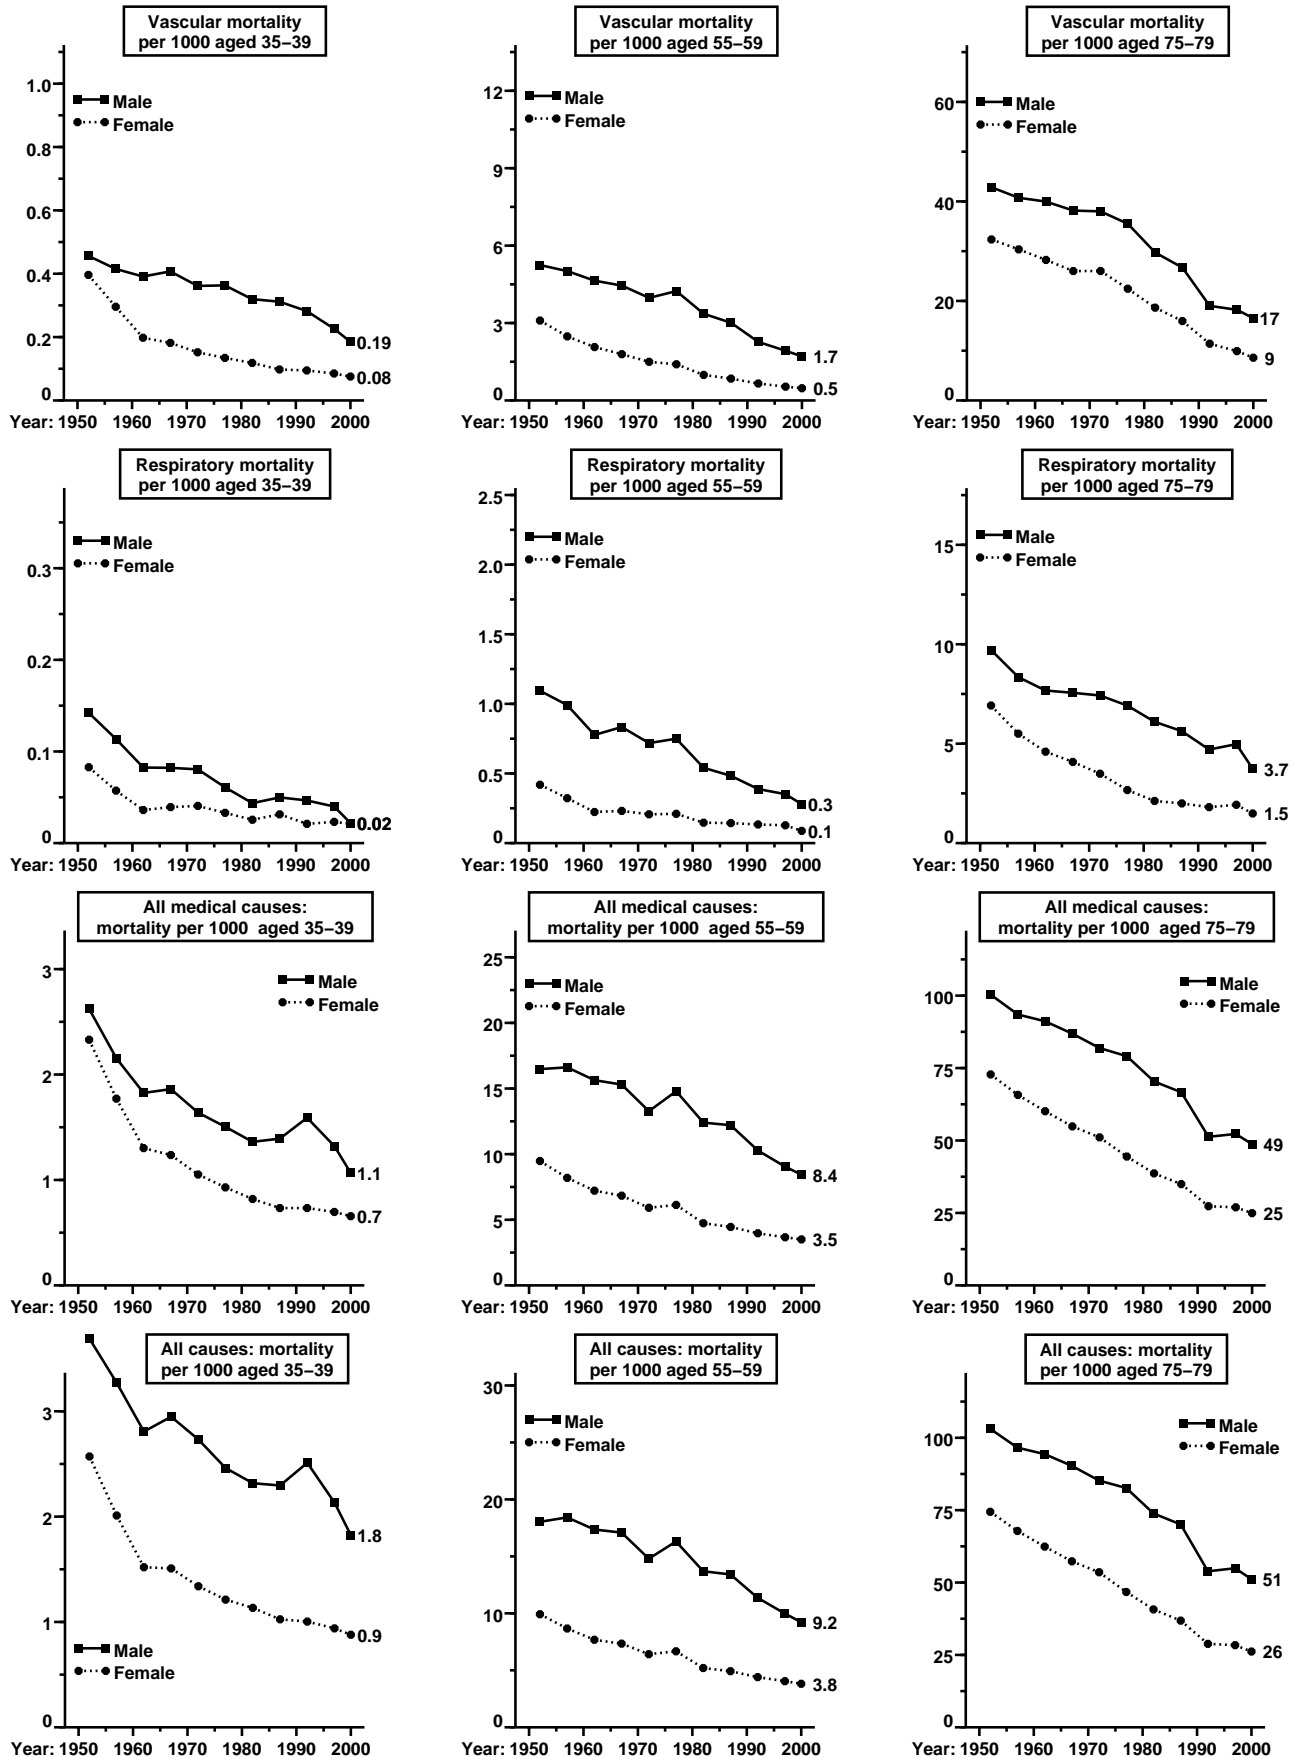 Vascular mortality
per 1000 aged 35–39
1.0
0.8
0.6
0.4
0.2
0
Male
Female
0.19
0.08
Year: 1950 1960 1970 1980 1990 2000
Vascular mortality
per 1000 aged 55–59
12
9
6
3
0
Male
Female
1.7
0.5
Year: 1950 1960 1970 1980 1990 2000
Vascular mortality
per 1000 aged 75–79
60
40
20
0
Male
Female
17
9
Year: 1950 1960 1970 1980 1990 2000
Respiratory mortality
per 1000 aged 35–39
0.3
0.2
0.1
0
Male
Female
0.02
Year: 1950 1960 1970 1980 1990 2000
Respiratory mortality
per 1000 aged 55–59
2.5
2.0
1.5
1.0
0.5
0
Male
Female
0.3
0.1
Year: 1950 1960 1970 1980 1990 2000
Respiratory mortality
per 1000 aged 75–79
15
10
5
0
Male
Female
3.7
1.5
Year: 1950 1960 1970 1980 1990 2000
All medical causes:
mortality per 1000 aged 35–39
3
2
1
0
Male
Female
1.1
0.7
Year: 1950 1960 1970 1980 1990 2000
All medical causes:
mortality per 1000 aged 55–59
25
20
15
10
5
0
Male
Female
8.4
3.5
Year: 1950 1960 1970 1980 1990 2000
All medical causes:
mortality per 1000 aged 75–79
100
75
50
25
0
Male
Female
49
25
Year: 1950 1960 1970 1980 1990 2000
All causes: mortality
per 1000 aged 35–39
3
2
1
0
1.8
0.9
Male
Female
Year: 1950 1960 1970 1980 1990 2000
All causes: mortality
per 1000 aged 55–59
30
20
10
0
Male
Female
9.2
3.8
Year: 1950 1960 1970 1980 1990 2000
All causes: mortality
per 1000 aged 75–79
100
75
50
25
0
Male
Female
51
26
Year: 1950 1960 1970 1980 1990 2000